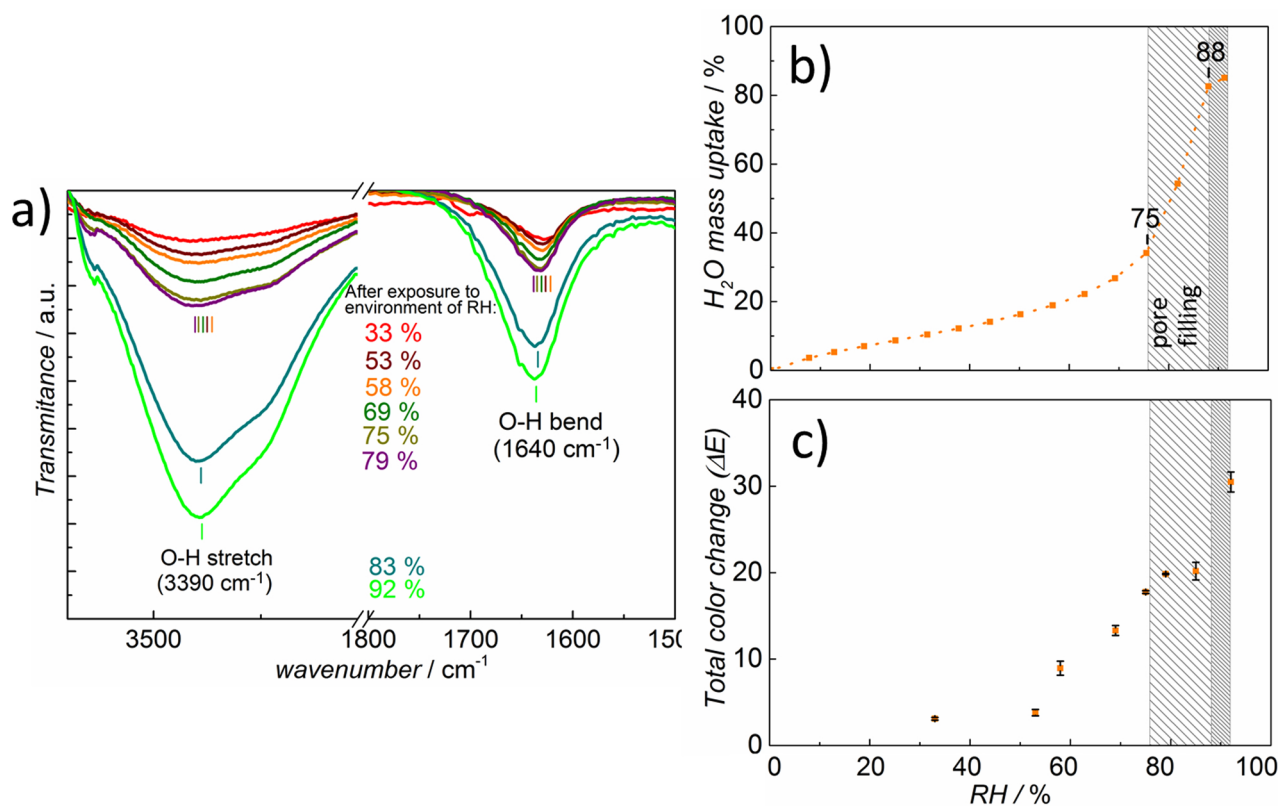 a)
Transmitance / a.u.
After exposure to
environment of RH:
33 %
53 %
58 %
69 %
75 %
79 %
83 %
92 %
O-H stretch
(3390 cm-1)
O-H bend
(1640 cm-1)
3500
1800
1700
1600
150
wavenumber / cm-1
b)
H2O mass uptake / %
100
80
60
40
20
0
75
88
pore
filling
c)
Total color change (ΔE)
40
30
20
10
0
0
20
40
60
80
100
RH / %